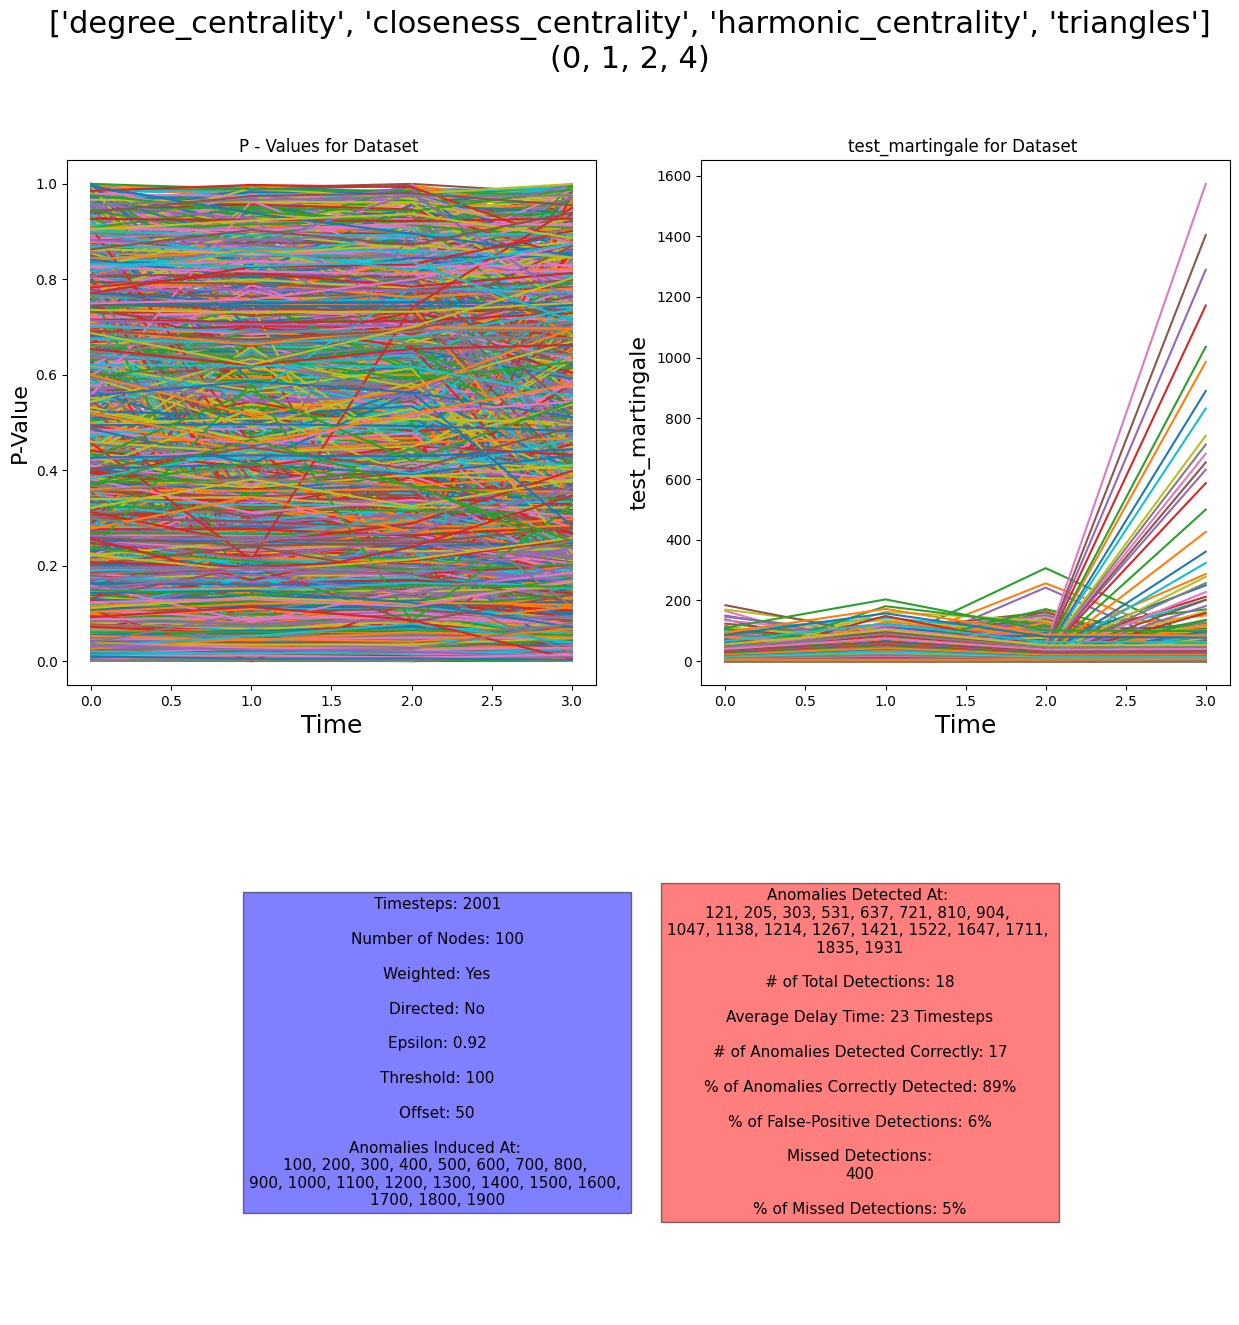 ['degree_centrality', 'closeness_centrality', 'harmonic_centrality', 'triangles']
(0, 1, 2, 4)
P - Values for Dataset
1.0
0.8
0.6
0.4
0.2
0.0
P-Value
0.0 0.5 1.0 1.5 2.0 2.5 3.0
Time
test_martingale for Dataset
1600
1400
1200
1000
800
600
400
200
0
test_martingale
0.0 0.5 1.0 1.5 2.0 2.5 3.0
Time
Timesteps: 2001
Number of Nodes: 100
Weighted: Yes
Directed: No
Epsilon: 0.92
Threshold: 100
Offset: 50
Anomalies Induced At:
100, 200, 300, 400, 500, 600, 700, 800,
900, 1000, 1100, 1200, 1300, 1400, 1500, 1600,
1700, 1800, 1900
Anomalies Detected At:
121, 205, 303, 531, 637, 721, 810, 904,
1047, 1138, 1214, 1267, 1421, 1522, 1647, 1711,
1835, 1931
# of Total Detections: 18
Average Delay Time: 23 Timesteps
# of Anomalies Detected Correctly: 17
% of Anomalies Correctly Detected: 89%
% of False-Positive Detections: 6%
Missed Detections:
400
% of Missed Detections: 5%